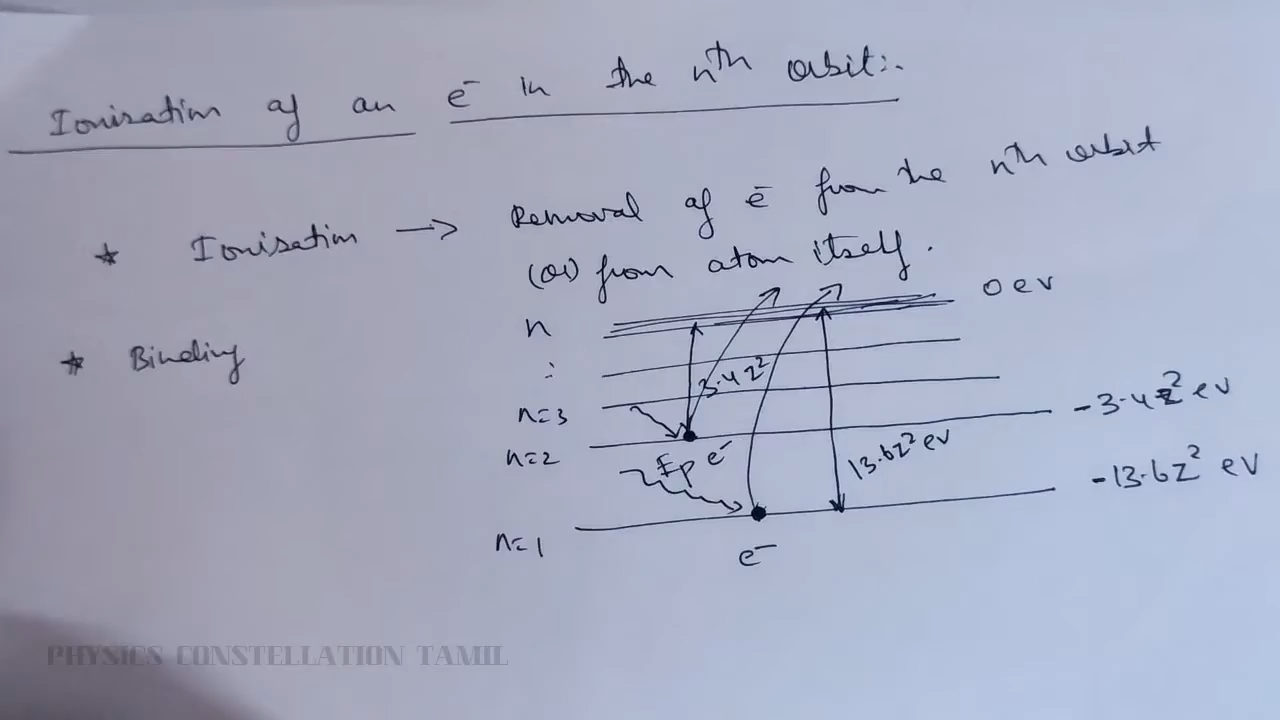 Ionisation of an e⁻ in the nth orbit:-
* Ionisation → Removal of e⁻ from the nth orbit
(or) from atom itself.
n
0 ev
:
* Binding
3.4Z²
n=3
-3.4Z² ev
n=2
Ep e⁻
13.6Z² ev
-13.6Z² eV
n=1
e⁻
PHYSICS CONSTELLATION TAMIL